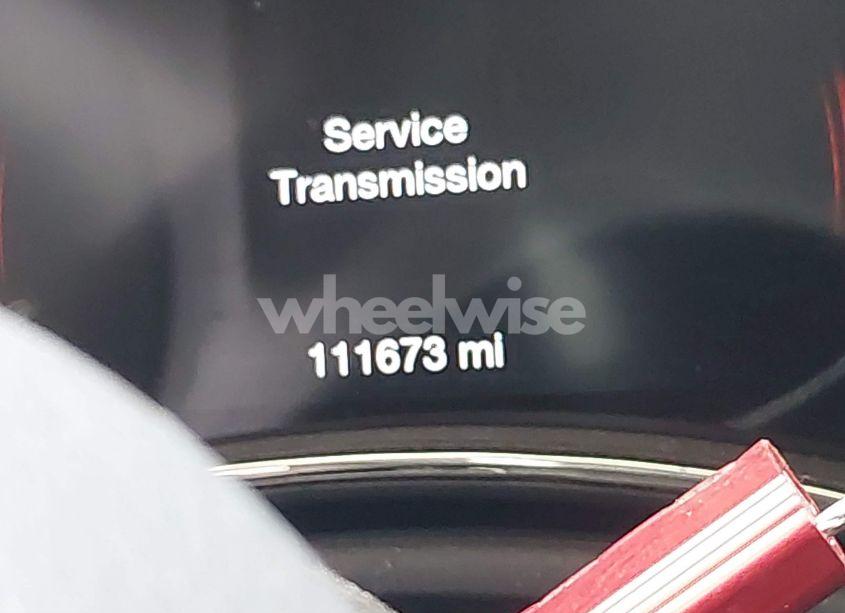 Service
Transmission
wheelwise
111673 mi